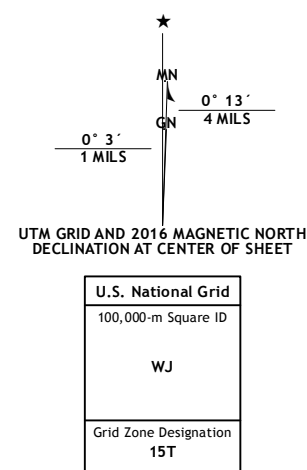 ★
MN
0° 13´
4 MILS
GN
0° 3´
1 MILS
UTM GRID AND 2016 MAGNETIC NORTH
DECLINATION AT CENTER OF SHEET
U.S. National Grid
100,000-m Square ID
WJ
Grid Zone Designation
15T